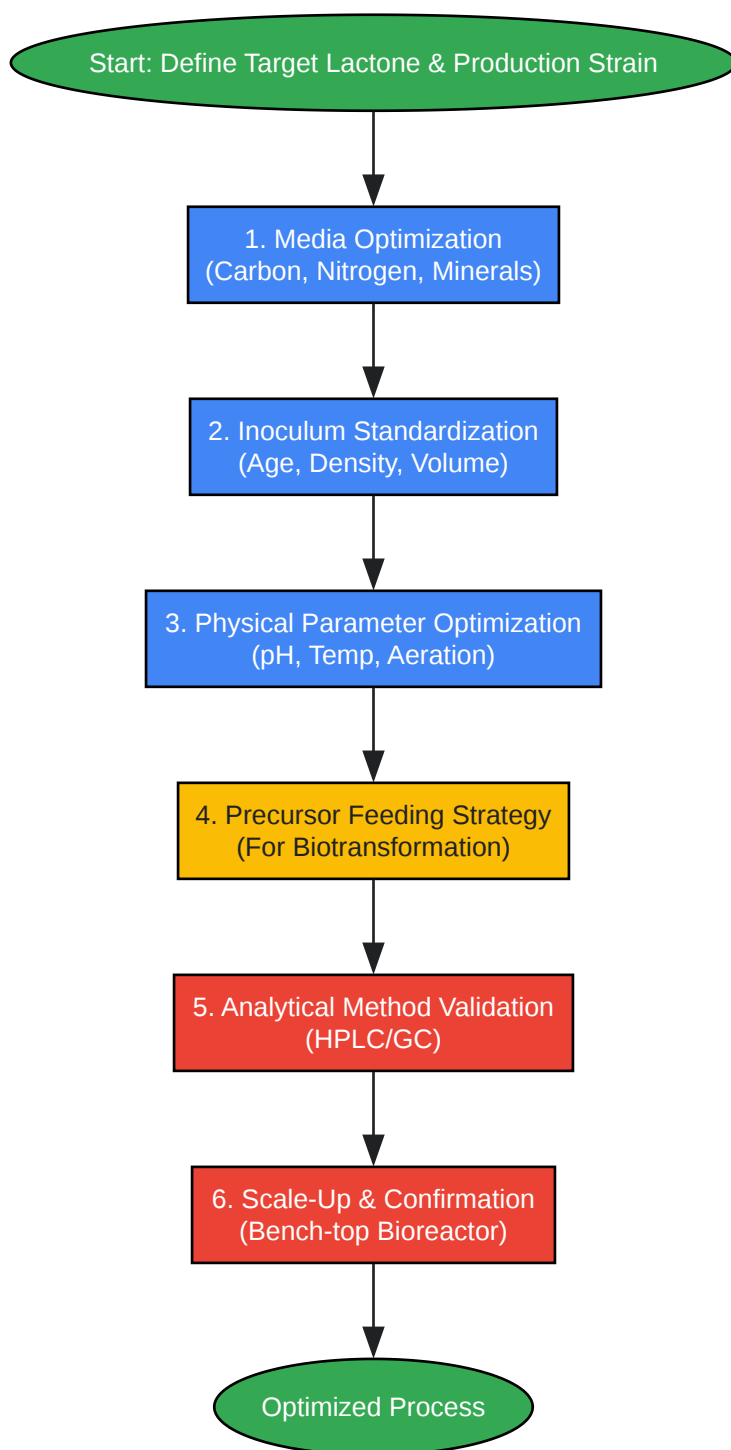 Start: Define Target Lactone & Production Strain
1. Media Optimization
(Carbon, Nitrogen, Minerals)
2. Inoculum Standardization
(Age, Density, Volume)
3. Physical Parameter Optimization
(pH, Temp, Aeration)
4. Precursor Feeding Strategy
(For Biotransformation)
5. Analytical Method Validation
(HPLC/GC)
6. Scale-Up & Confirmation
(Bench-top Bioreactor)
Optimized Process